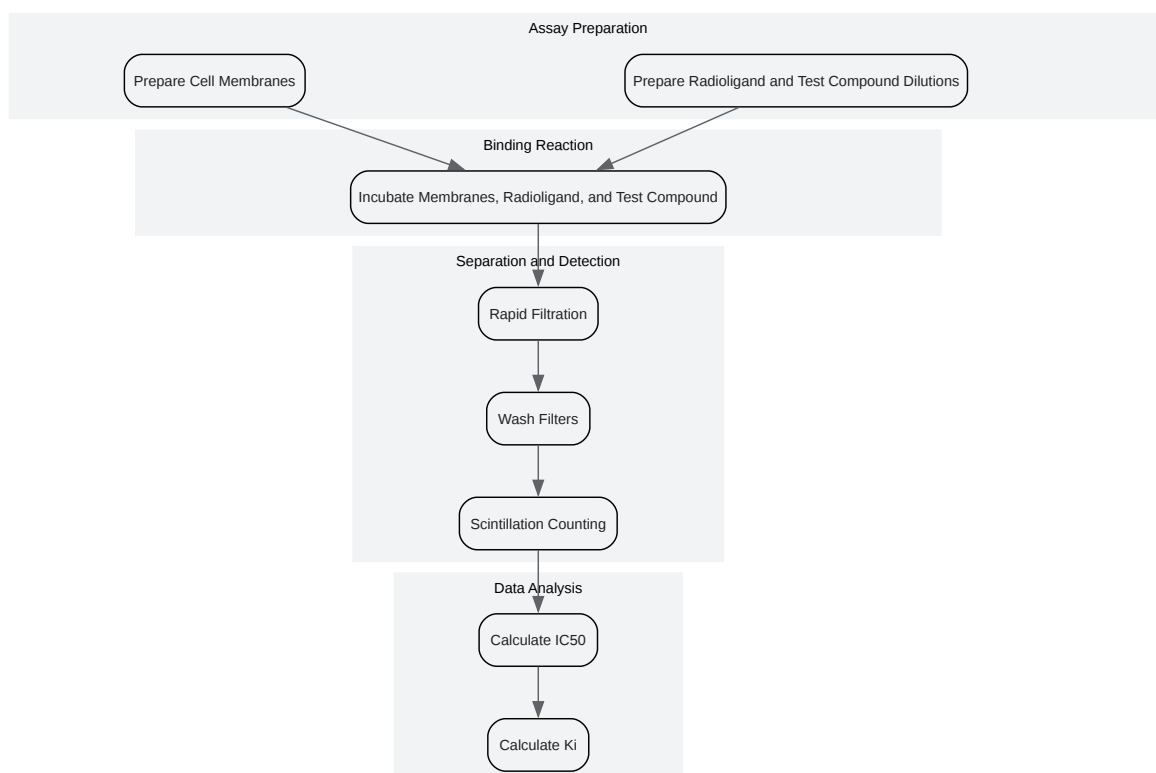 Assay Preparation
Prepare Cell Membranes
Prepare Radioligand and Test Compound Dilutions
Binding Reaction
Incubate Membranes, Radioligand, and Test Compound
Separation and Detection
Rapid Filtration
Wash Filters
Scintillation Counting
Data Analysis
Calculate IC50
Calculate Ki